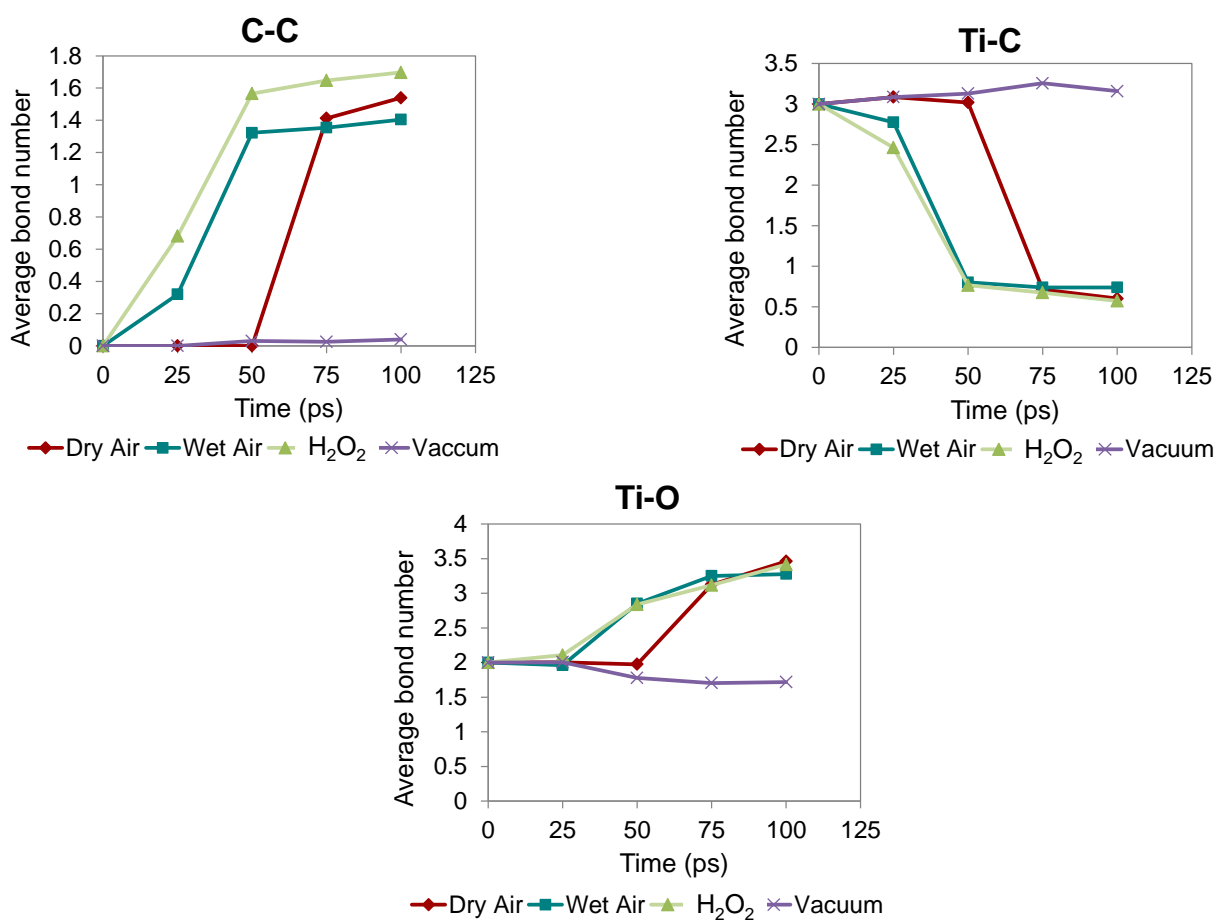 C-C
Average bond number
1.8
1.6
1.4
1.2
1
0.8
0.6
0.4
0.2
0
0 25 50 75 100 125
Time (ps)
Dry Air Wet Air H₂O₂ Vaccum
Ti-C
Average bond number
3.5
3
2.5
2
1.5
1
0.5
0
0 25 50 75 100 125
Time (ps)
Dry Air Wet Air H₂O₂ Vacuum
Ti-O
Average bond number
4
3.5
3
2.5
2
1.5
1
0.5
0
0 25 50 75 100 125
Time (ps)
Dry Air Wet Air H₂O₂ Vacuum